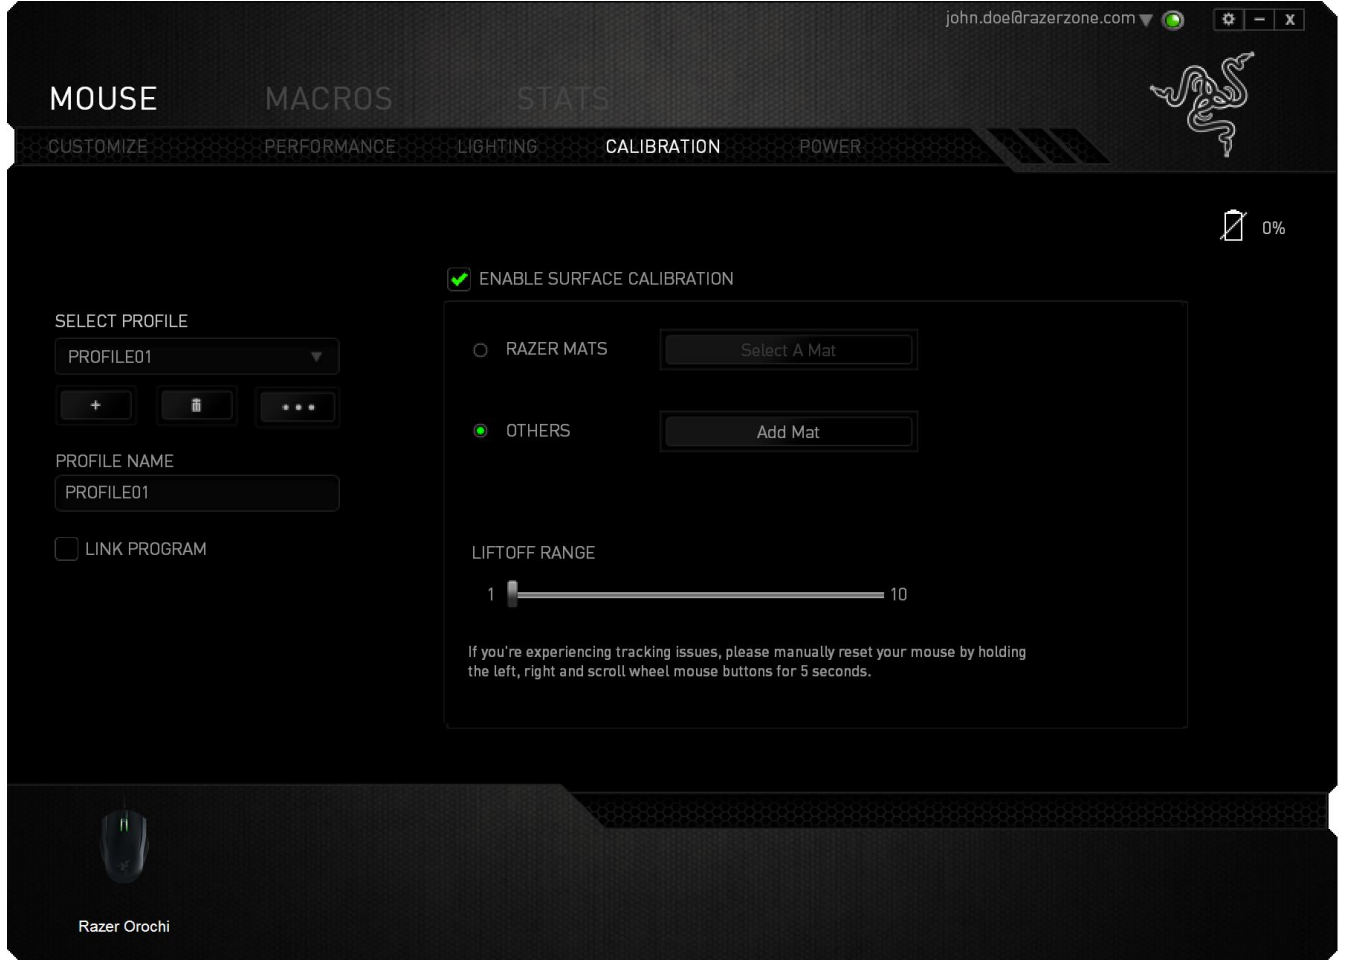 john.doe@razerzone.com
MOUSE MACROS STATS
CUSTOMIZE PERFORMANCE LIGHTING CALIBRATION POWER
0%
ENABLE SURFACE CALIBRATION
SELECT PROFILE
PROFILE01
PROFILE NAME
PROFILE01
LINK PROGRAM
RAZER MATS Select A Mat
OTHERS Add Mat
LIFTOFF RANGE
1 10
If you're experiencing tracking issues, please manually reset your mouse by holding
the left, right and scroll wheel mouse buttons for 5 seconds.
Razer Orochi